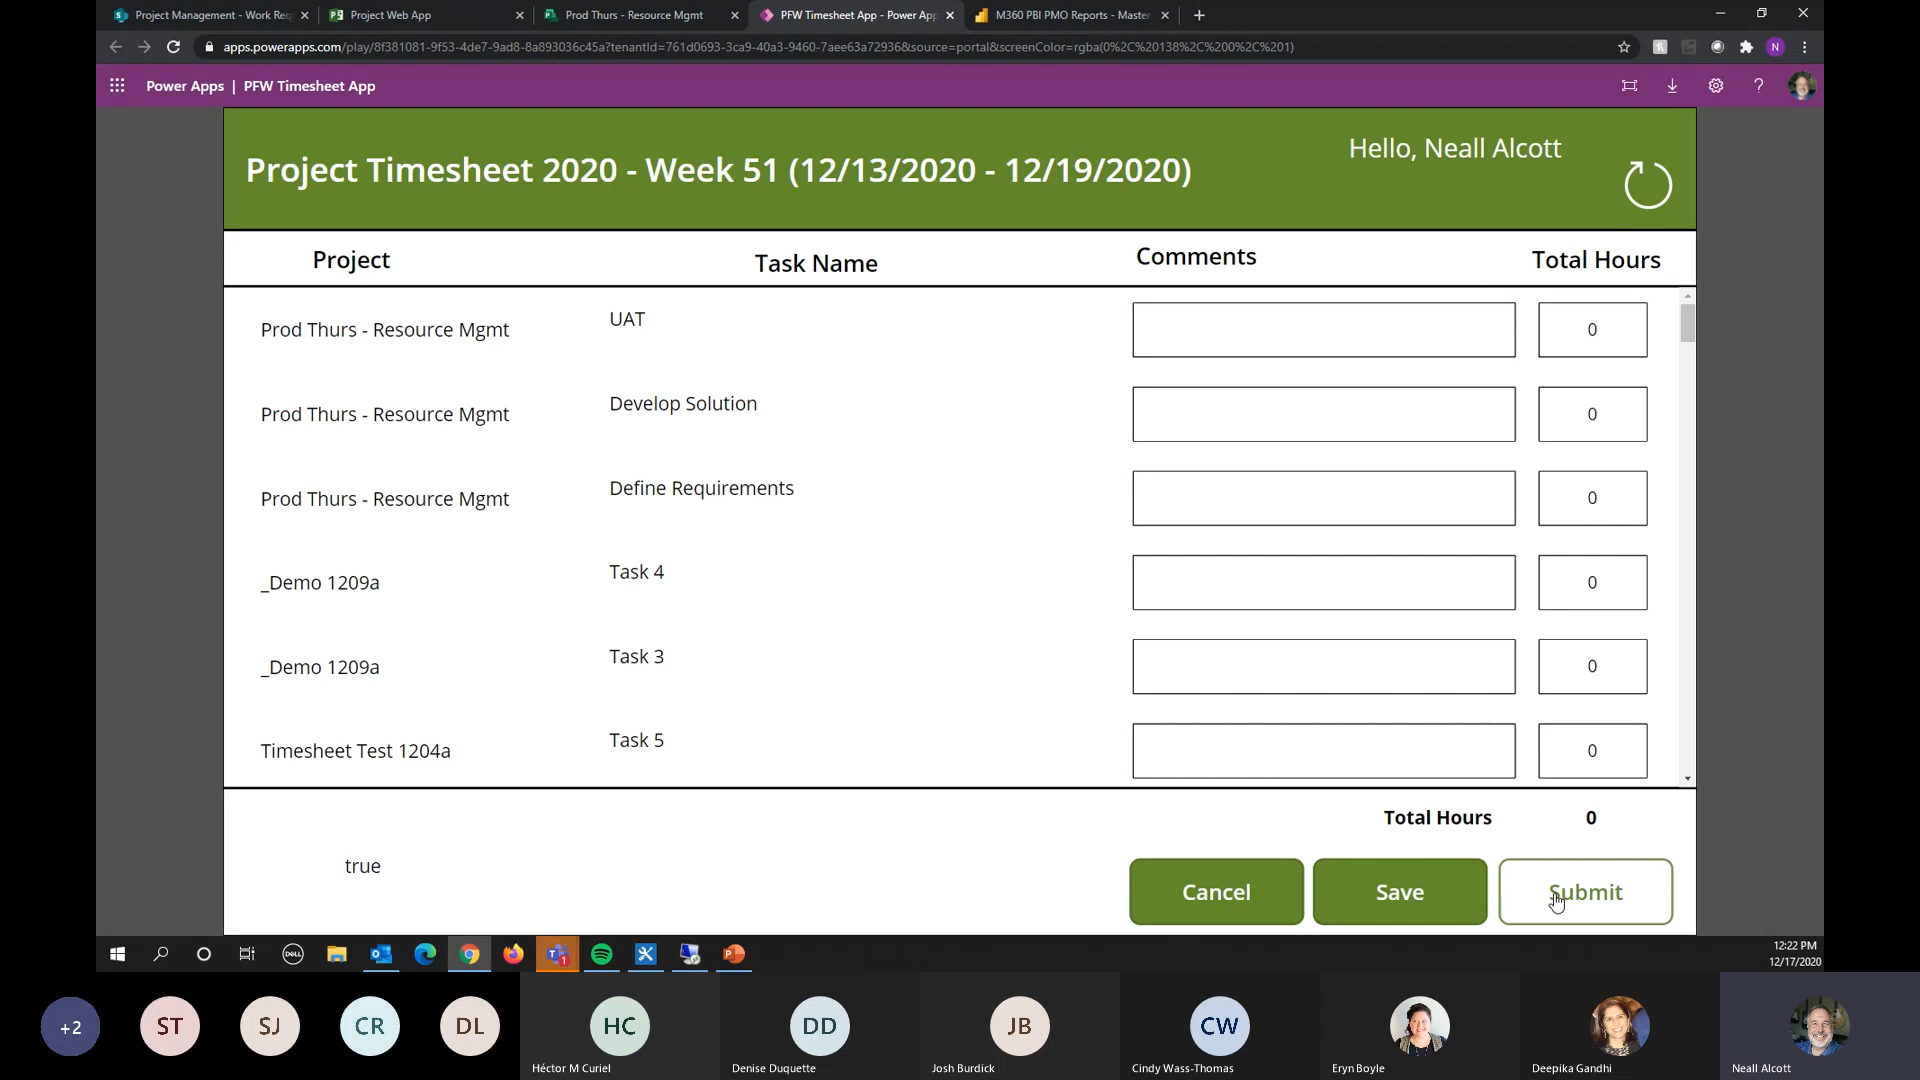 Project Management - Work Req
Project Web App
Prod Thurs - Resource Mgmt
PFW Timesheet App - Power App
M360 PBI PMO Reports - Master
apps.powerapps.com/play/8f381081-9f53-4de7-9ad8-8a893036c45a?tenantId=761d0693-3ca9-40a3-9460-7aee63a72936&source=portal&screenColor=rgba(0%2C%20138%2C%200%2C%201)
N
Power Apps | PFW Timesheet App
Hello, Neall Alcott
Project Timesheet 2020 - Week 51 (12/13/2020 - 12/19/2020)
Project Task Name Comments Total Hours
Prod Thurs - Resource Mgmt UAT 0
Prod Thurs - Resource Mgmt Develop Solution 0
Prod Thurs - Resource Mgmt Define Requirements 0
_Demo 1209a Task 4 0
_Demo 1209a Task 3 0
Timesheet Test 1204a Task 5 0
Total Hours 0
true
Cancel Save Submit
12:22 PM
12/17/2020
+2 ST SJ CR DL HC DD JB CW
Héctor M Curiel Denise Duquette Josh Burdick Cindy Wass-Thomas Eryn Boyle Deepika Gandhi Neall Alcott